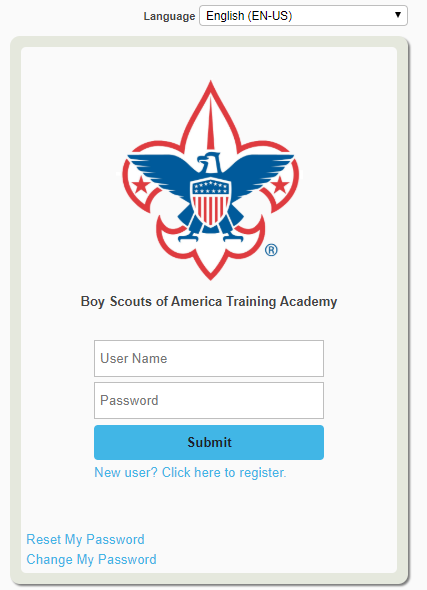 Language English (EN-US)
®
Boy Scouts of America Training Academy
User Name
Password
Submit
New user? Click here to register.
Reset My Password
Change My Password